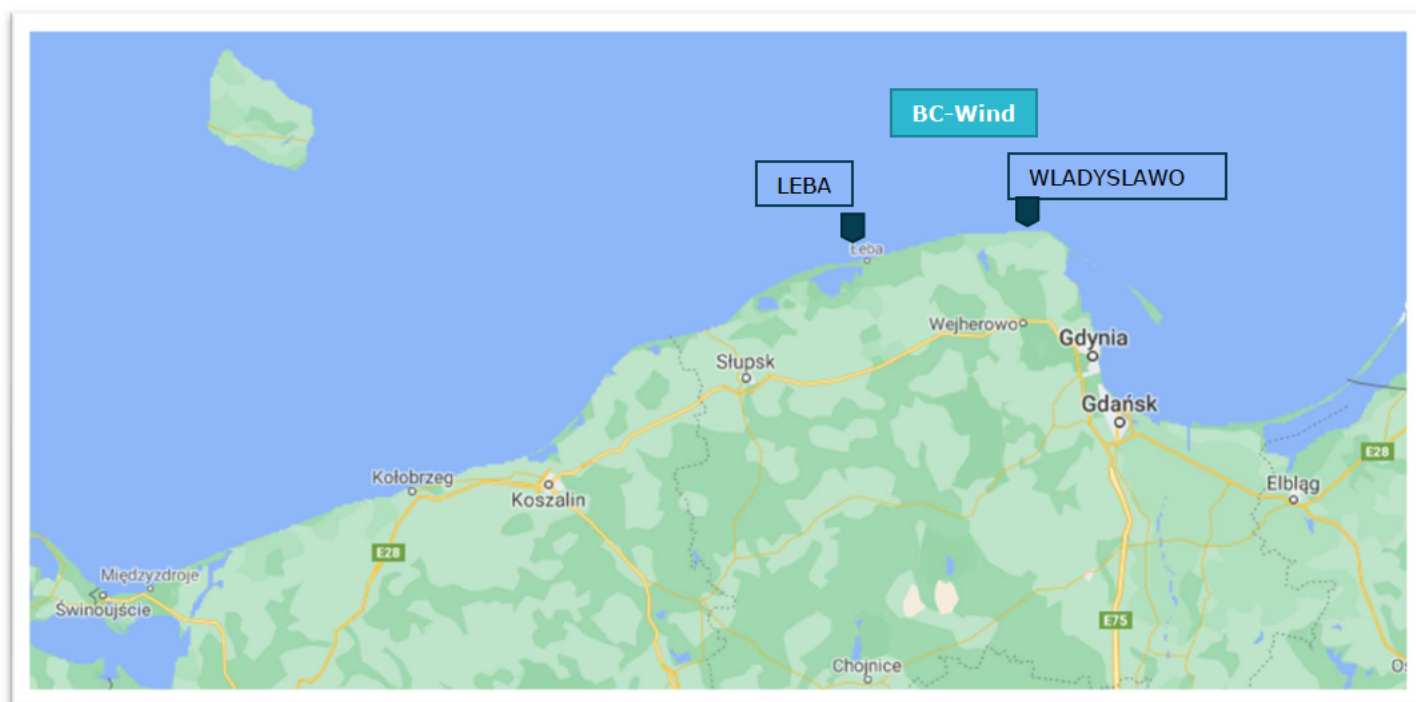 BC-Wind
LEBA
WLADYSLAWO
Łeba
Wejherowo
Gdynia
Słupsk
Gdańsk
E28
Kołobrzeg
Koszalin
Elbląg
E28
Międzyzdroje
Świnoujście
E75
Chojnice